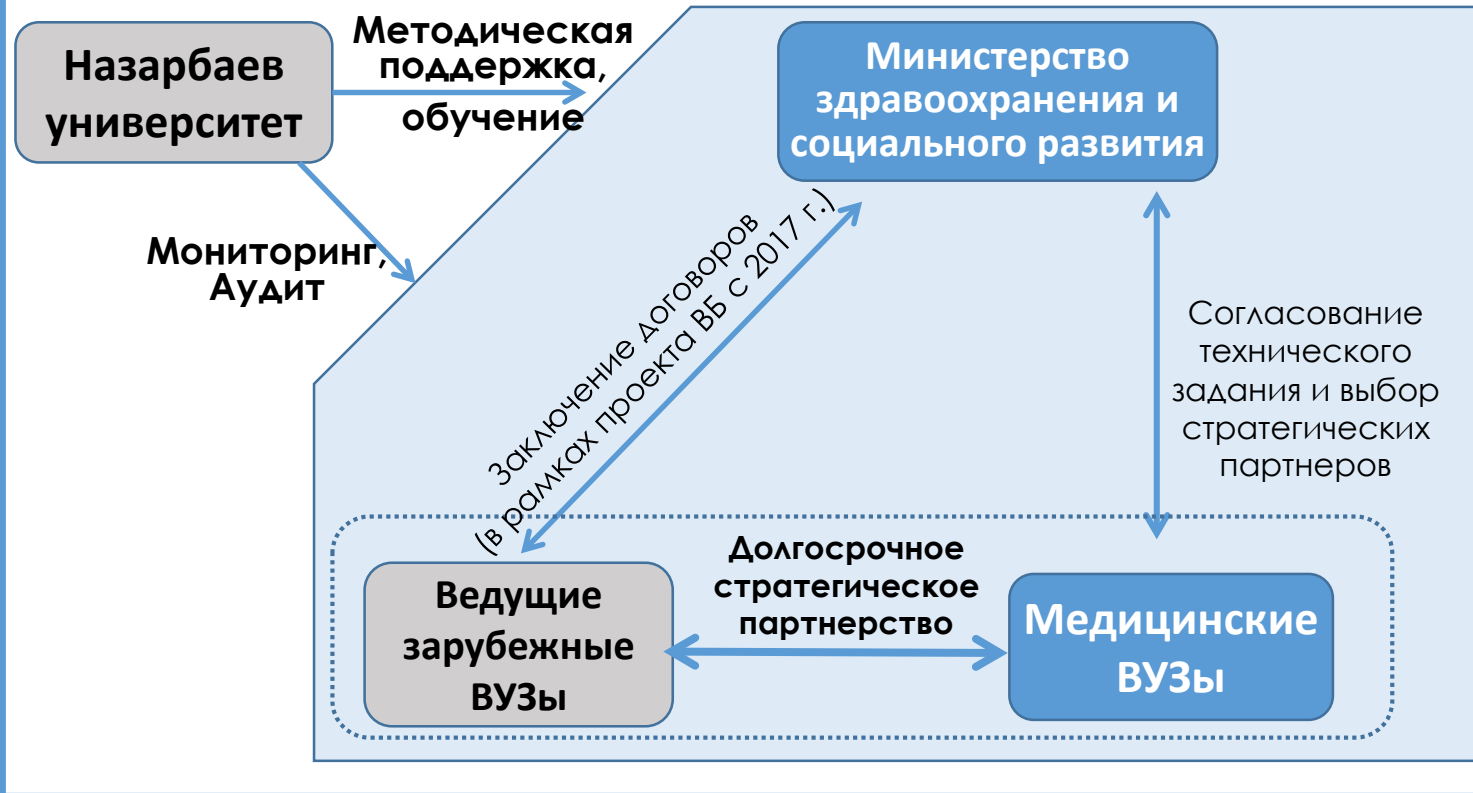 Назарбаев
университет
Методическая
поддержка,
обучение
Мониторинг,
Аудит
Министерство
здравоохранения и
социального развития
Заключение договоров
(в рамках проекта ВБ с 2017 г.)
Согласование
технического
задания и выбор
стратегических
партнеров
Ведущие
зарубежные
ВУЗы
Долгосрочное
стратегическое
партнерство
Медицинские
ВУЗы